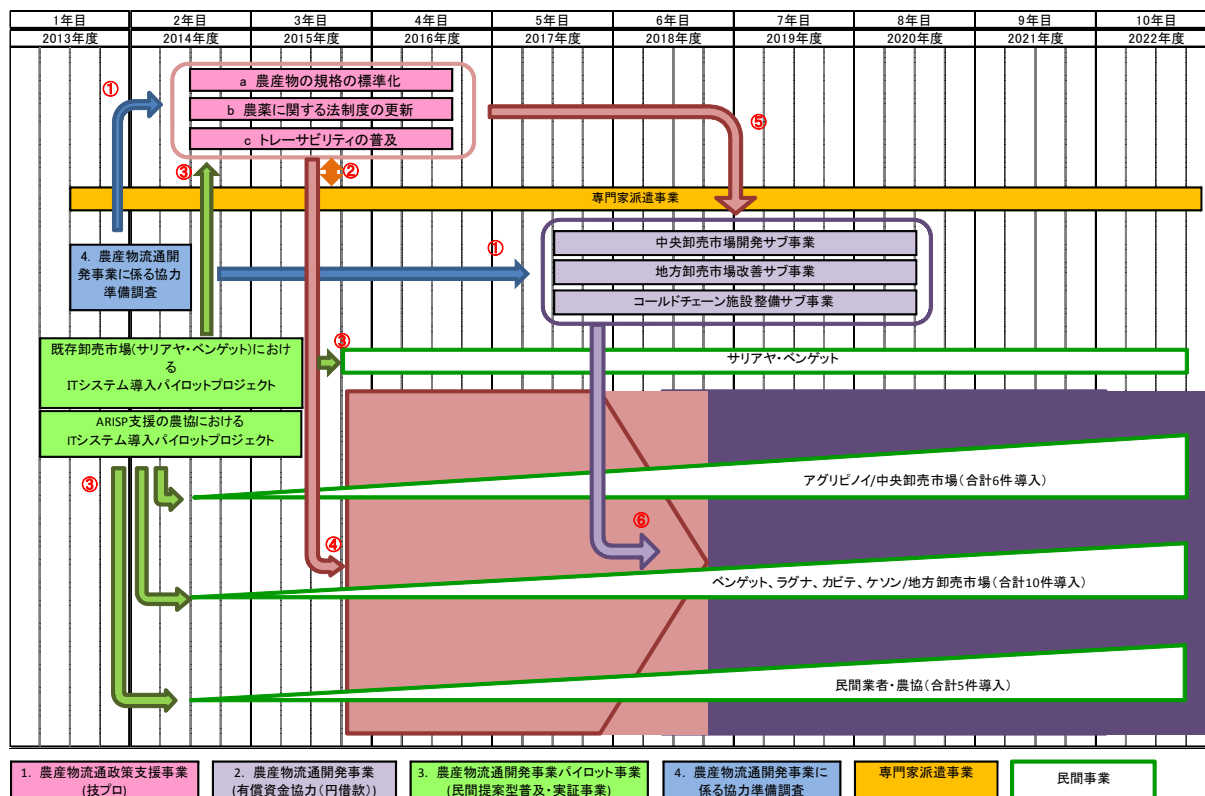 1年目 2年目 3年目 4年目 5年目 6年目 7年目 8年目 9年目 10年目
2013年度 2014年度 2015年度 2016年度 2017年度 2018年度 2019年度 2020年度 2021年度 2022年度
a 農産物の規格の標準化
①
b 農薬に関する法制度の更新
⑤
c トレーサビリティの普及
③
②
専門家派遣事業
4. 農産物流通開
発事業に係る協力
準備調査
①
中央卸売市場開発サブ事業
地方卸売市場改善サブ事業
コールドチェーン施設整備サブ事業
既存卸売市場(サリアヤ・ベンゲット)におけ
る
ITシステム導入パイロットプロジェクト
③
サリアヤ・ベンゲット
ARISP支援の農協における
ITシステム導入パイロットプロジェクト
③
アグリピノイ/中央卸売市場(合計6件導入)
⑥
④
ベンゲット、ラグナ、カビテ、ケソン/地方卸売市場(合計10件導入)
民間業者・農協(合計5件導入)
1. 農産物流通政策支援事業
(技プロ)
2. 農産物流通開発事業
(有償資金協力(円借款))
3. 農産物流通開発事業パイロット事業
(民間提案型普及・実証事業)
4. 農産物流通開発事業に
係る協力準備調査
専門家派遣事業
民間事業